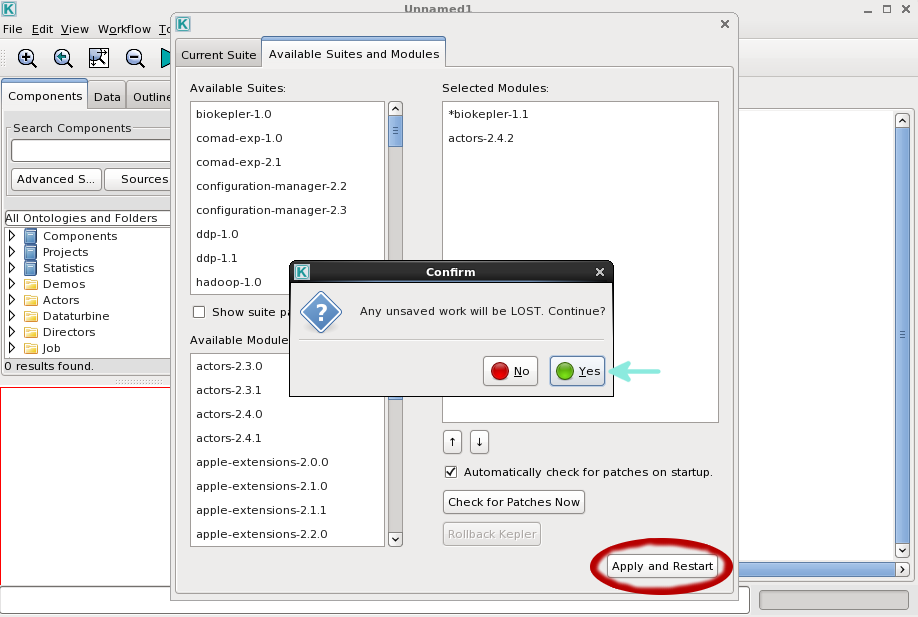 Unnamed1
File Edit View Workflow
Current Suite
Available Suites and Modules
Components
Data
Outline
Search Components
Advanced S...
Sources
All Ontologies and Folders
Components
Projects
Statistics
Demos
Actors
Dataturbine
Directors
Job
0 results found.
Available Suites:
biokepler-1.0
comad-exp-1.0
comad-exp-2.1
configuration-manager-2.2
configuration-manager-2.3
ddp-1.0
ddp-1.1
hadoop-1.0
Show suite
Available Module
actors-2.3.0
actors-2.3.1
actors-2.4.0
actors-2.4.1
apple-extensions-2.0.0
apple-extensions-2.1.0
apple-extensions-2.1.1
apple-extensions-2.2.0
Selected Modules:
*biokepler-1.1
actors-2.4.2
Confirm
Any unsaved work will be LOST. Continue?
No
Yes
↑
↓
Automatically check for patches on startup.
Check for Patches Now
Rollback Kepler
Apply and Restart